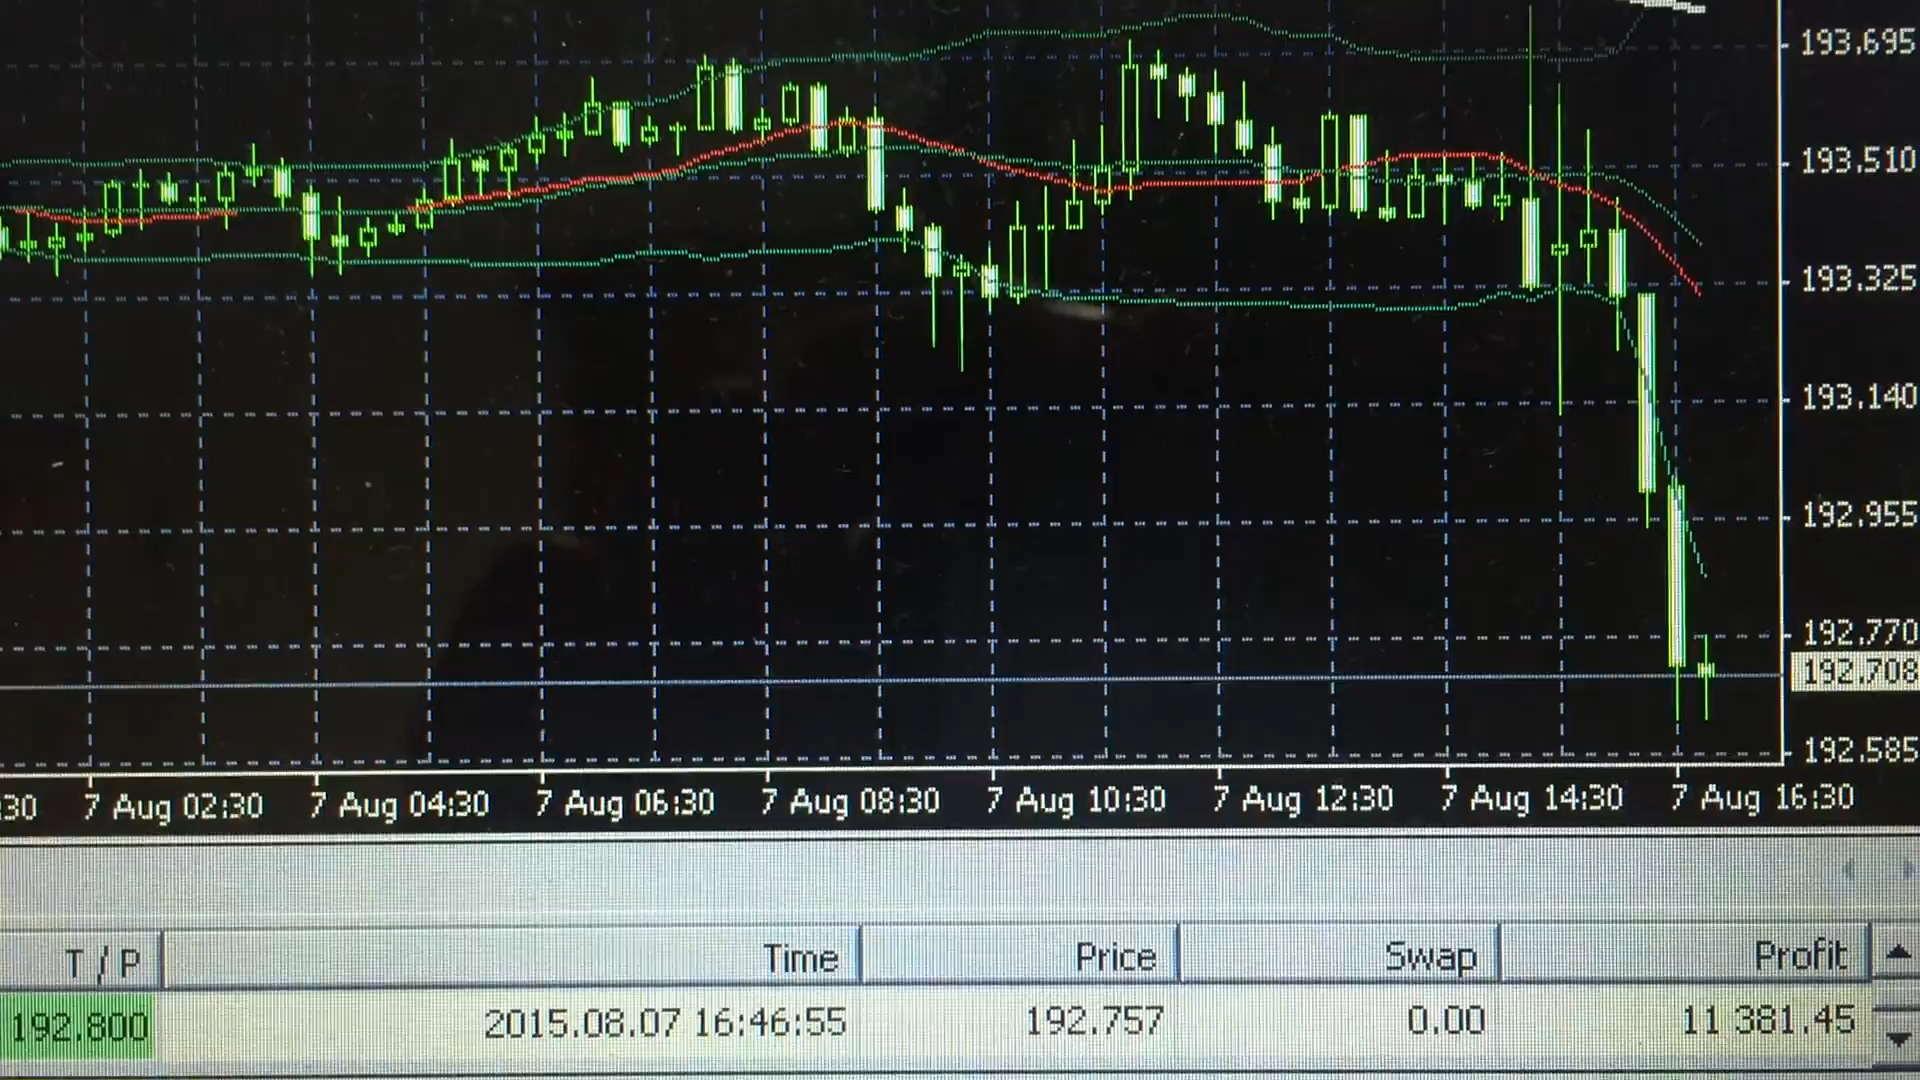 193.695
193.510
193.325
193.140
192.955
192.770
192.708
192.585
:30 7 Aug 02:30 7 Aug 04:30 7 Aug 06:30 7 Aug 08:30 7 Aug 10:30 7 Aug 12:30 7 Aug 14:30 7 Aug 16:30
T / P Time Price Swap Profit
192.800 2015.08.07 16:46:55 192.757 0.00 11 381.45